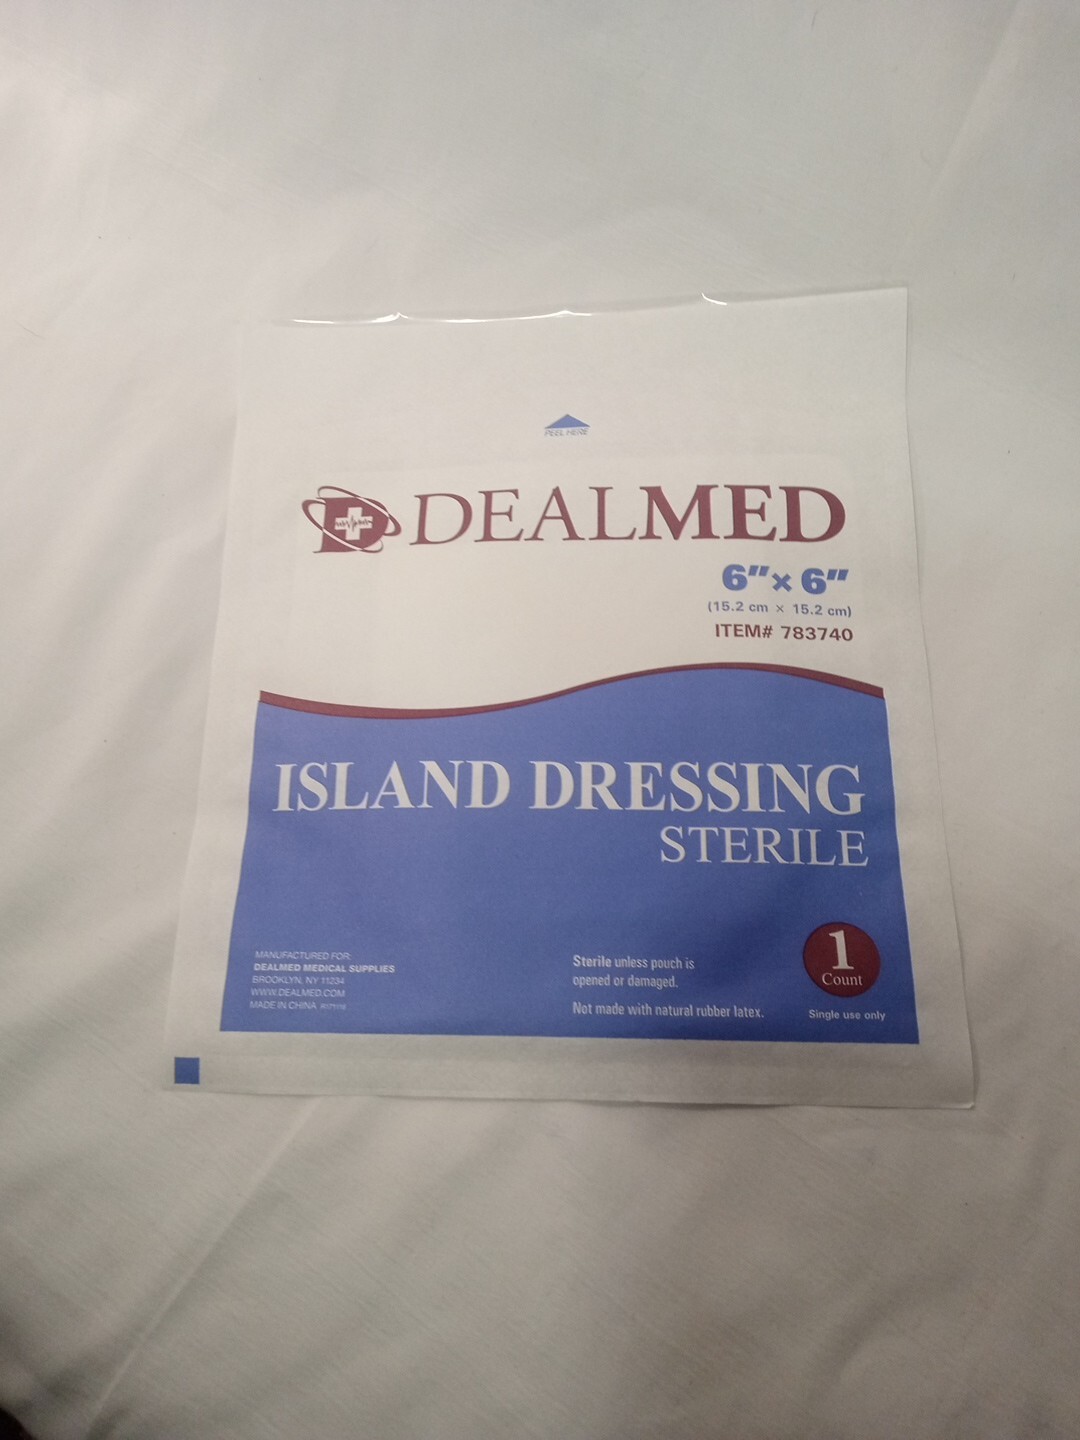 PEEL HERE
DEALMED
6" x 6"
(15.2 cm x 15.2 cm)
ITEM# 783740
ISLAND DRESSING
STERILE
MANUFACTURED FOR:
DEALMED MEDICAL SUPPLIES
BROOKLYN, NY 11234
WWW.DEALMED.COM
MADE IN CHINA
Sterile unless pouch is
opened or damaged.
Not made with natural rubber latex.
1
Count
Single use only